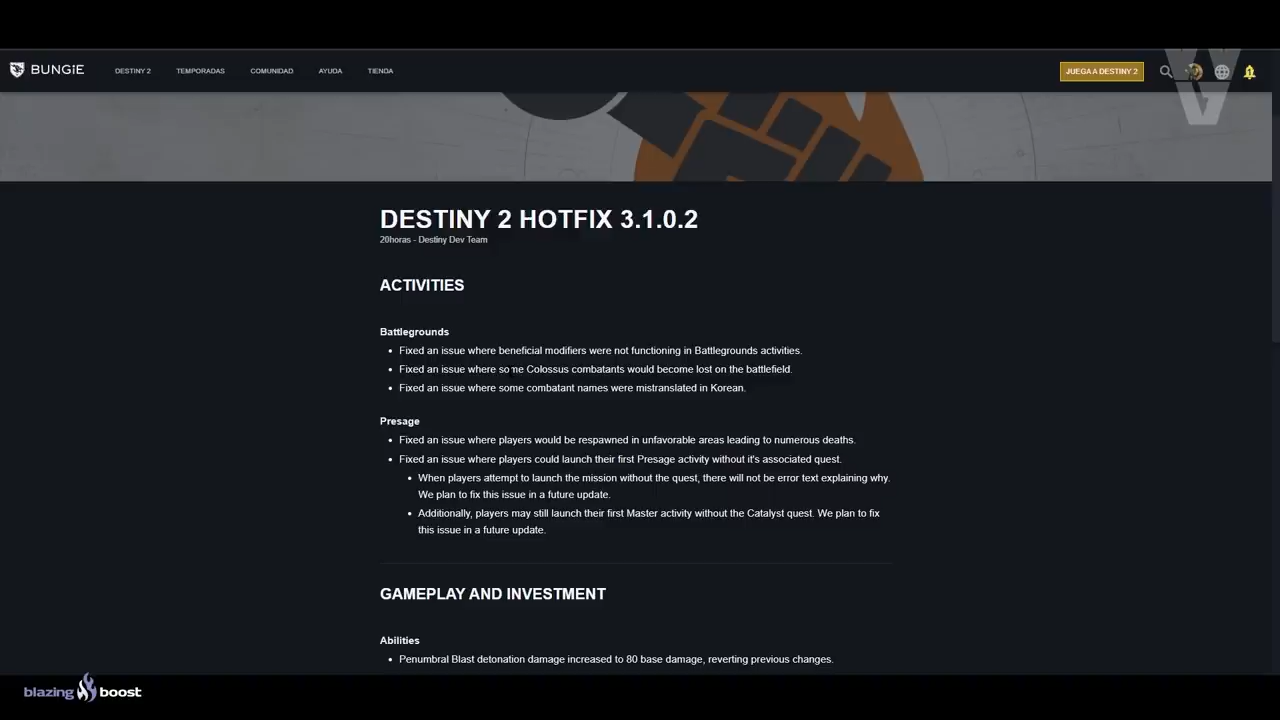 BUNGiE
DESTINY 2
TEMPORADAS
COMUNIDAD
AYUDA
TIENDA
JUEGA A DESTINY 2
DESTINY 2 HOTFIX 3.1.0.2
20horas - Destiny Dev Team
ACTIVITIES
Battlegrounds
• Fixed an issue where beneficial modifiers were not functioning in Battlegrounds activities.
• Fixed an issue where some Colossus combatants would become lost on the battlefield.
• Fixed an issue where some combatant names were mistranslated in Korean.
Presage
• Fixed an issue where players would be respawned in unfavorable areas leading to numerous deaths.
• Fixed an issue where players could launch their first Presage activity without it's associated quest.
• When players attempt to launch the mission without the quest, there will not be error text explaining why.
We plan to fix this issue in a future update.
• Additionally, players may still launch their first Master activity without the Catalyst quest. We plan to fix
this issue in a future update.
GAMEPLAY AND INVESTMENT
Abilities
• Penumbral Blast detonation damage increased to 80 base damage, reverting previous changes.
blazing boost